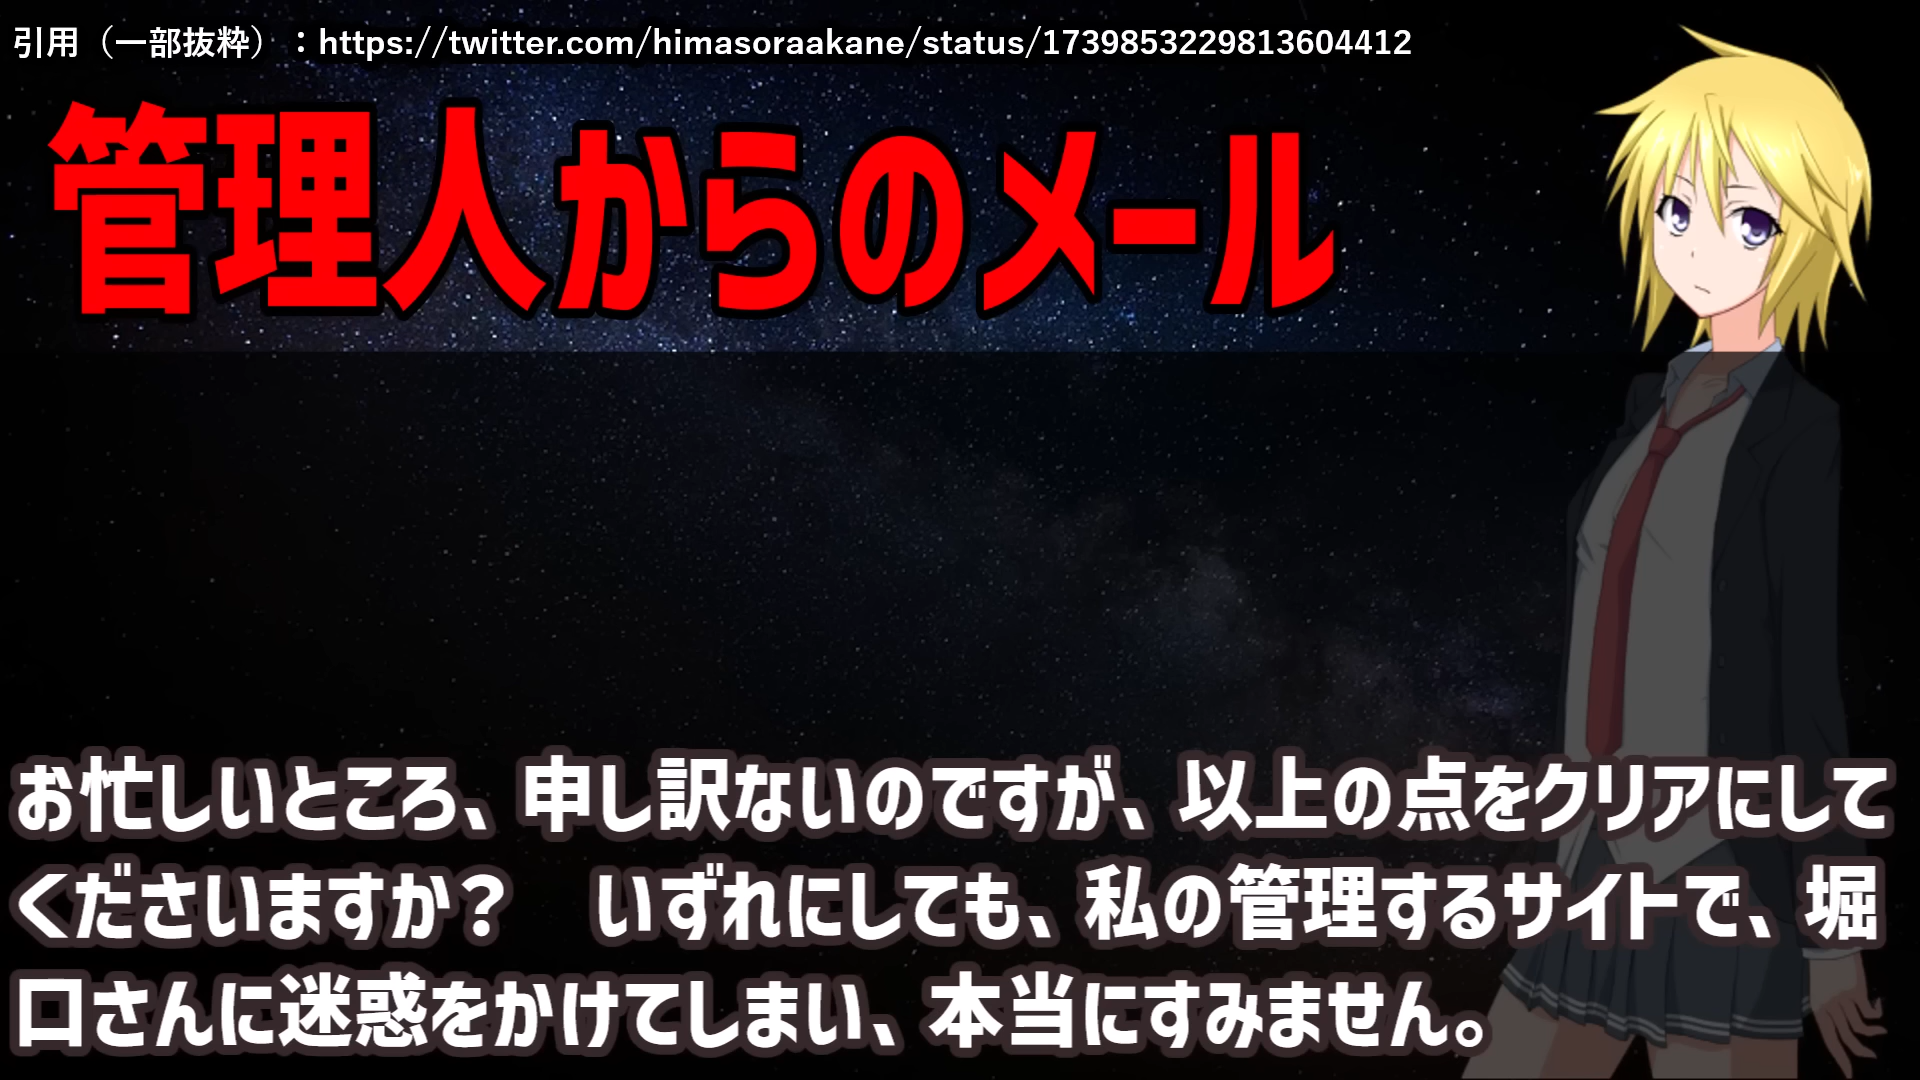 引用（一部抜粋）：https://twitter.com/himasoraakane/status/1739853229813604412
管理人からのメール
お忙しいところ、申し訳ないのですが、以上の点をクリアにして
くださいますか？　いずれにしても、私の管理するサイトで、堀
口さんに迷惑をかけてしまい、本当にすみません。